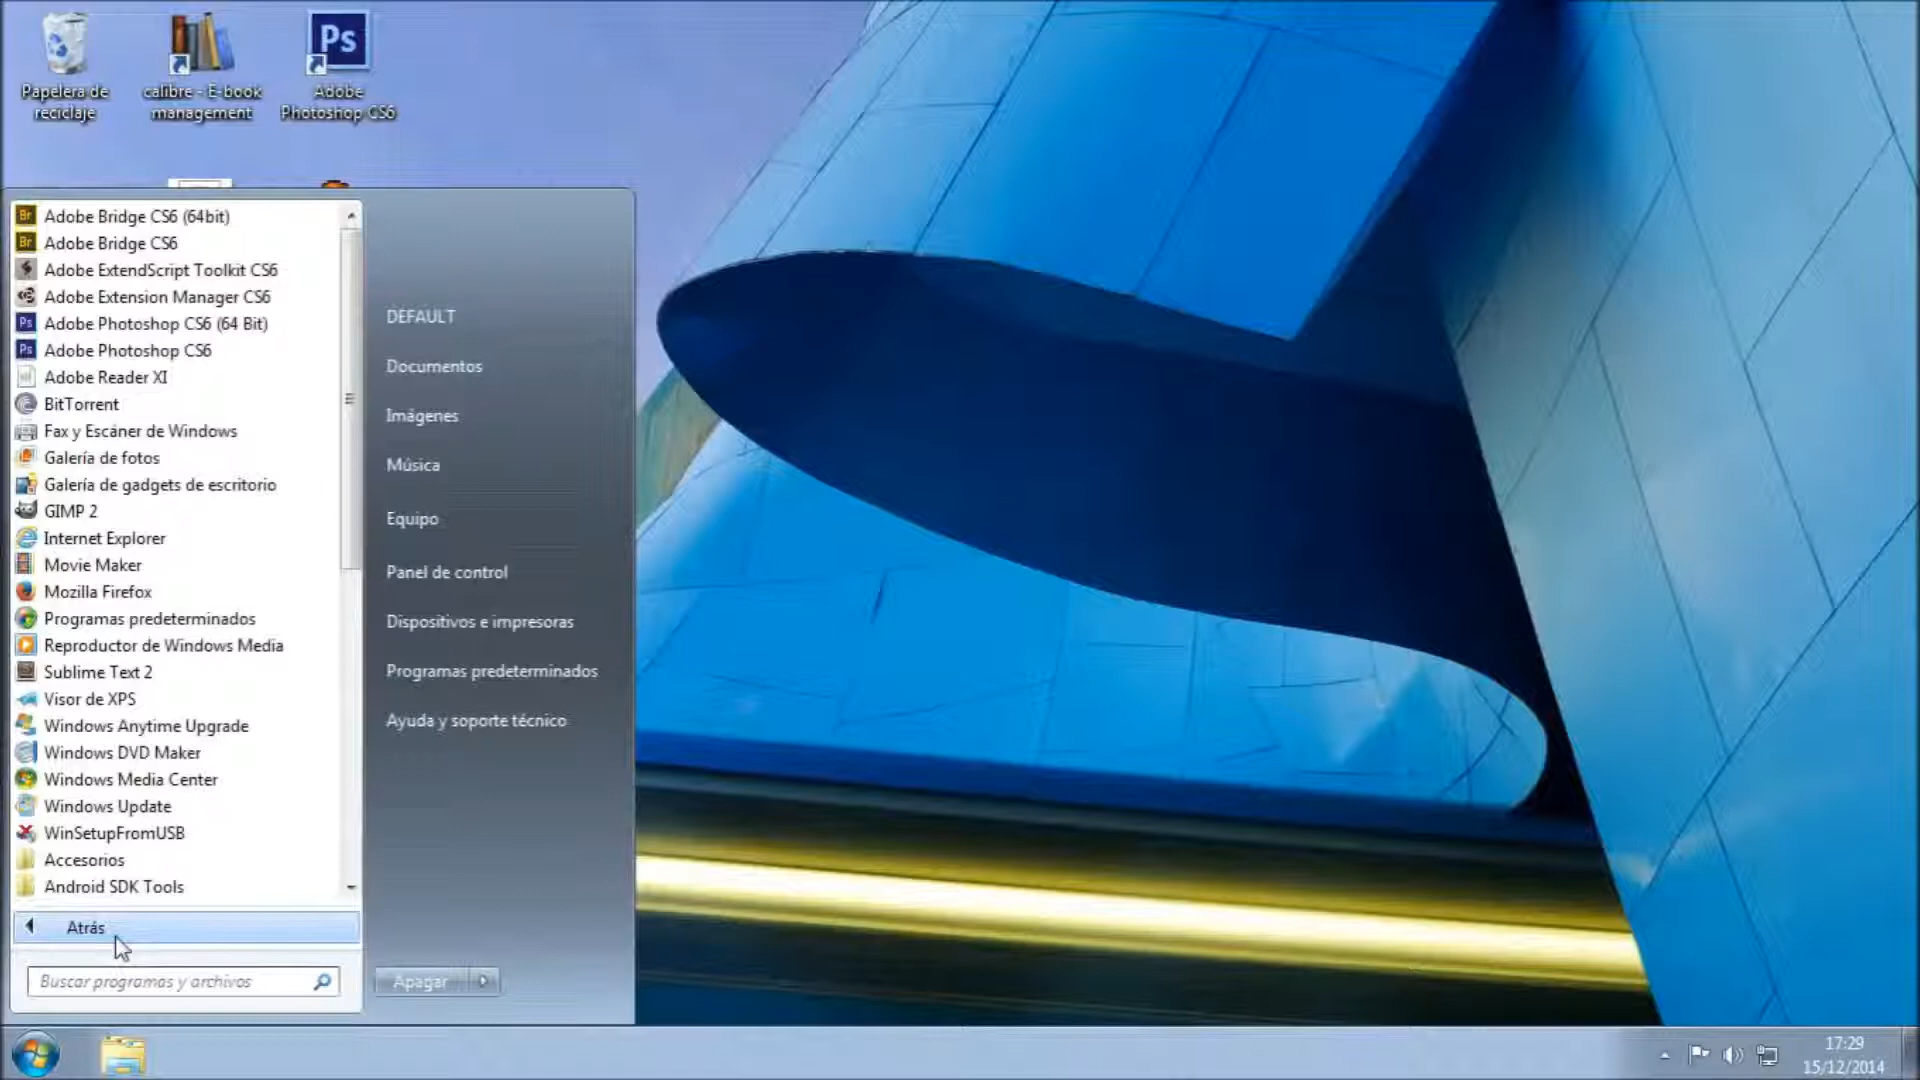 Papelera de
reciclaje
calibre - E-book
management
Ps
Adobe
Photoshop CS6
Adobe Bridge CS6 (64bit)
Adobe Bridge CS6
Adobe ExtendScript Toolkit CS6
Adobe Extension Manager CS6
Adobe Photoshop CS6 (64 Bit)
Adobe Photoshop CS6
Adobe Reader XI
BitTorrent
Fax y Escáner de Windows
Galería de fotos
Galería de gadgets de escritorio
GIMP 2
Internet Explorer
Movie Maker
Mozilla Firefox
Programas predeterminados
Reproductor de Windows Media
Sublime Text 2
Visor de XPS
Windows Anytime Upgrade
Windows DVD Maker
Windows Media Center
Windows Update
WinSetupFromUSB
Accesorios
Android SDK Tools
Atrás
Buscar programas y archivos
DEFAULT
Documentos
Imágenes
Música
Equipo
Panel de control
Dispositivos e impresoras
Programas predeterminados
Ayuda y soporte técnico
Apagar
17:29
15/12/2014